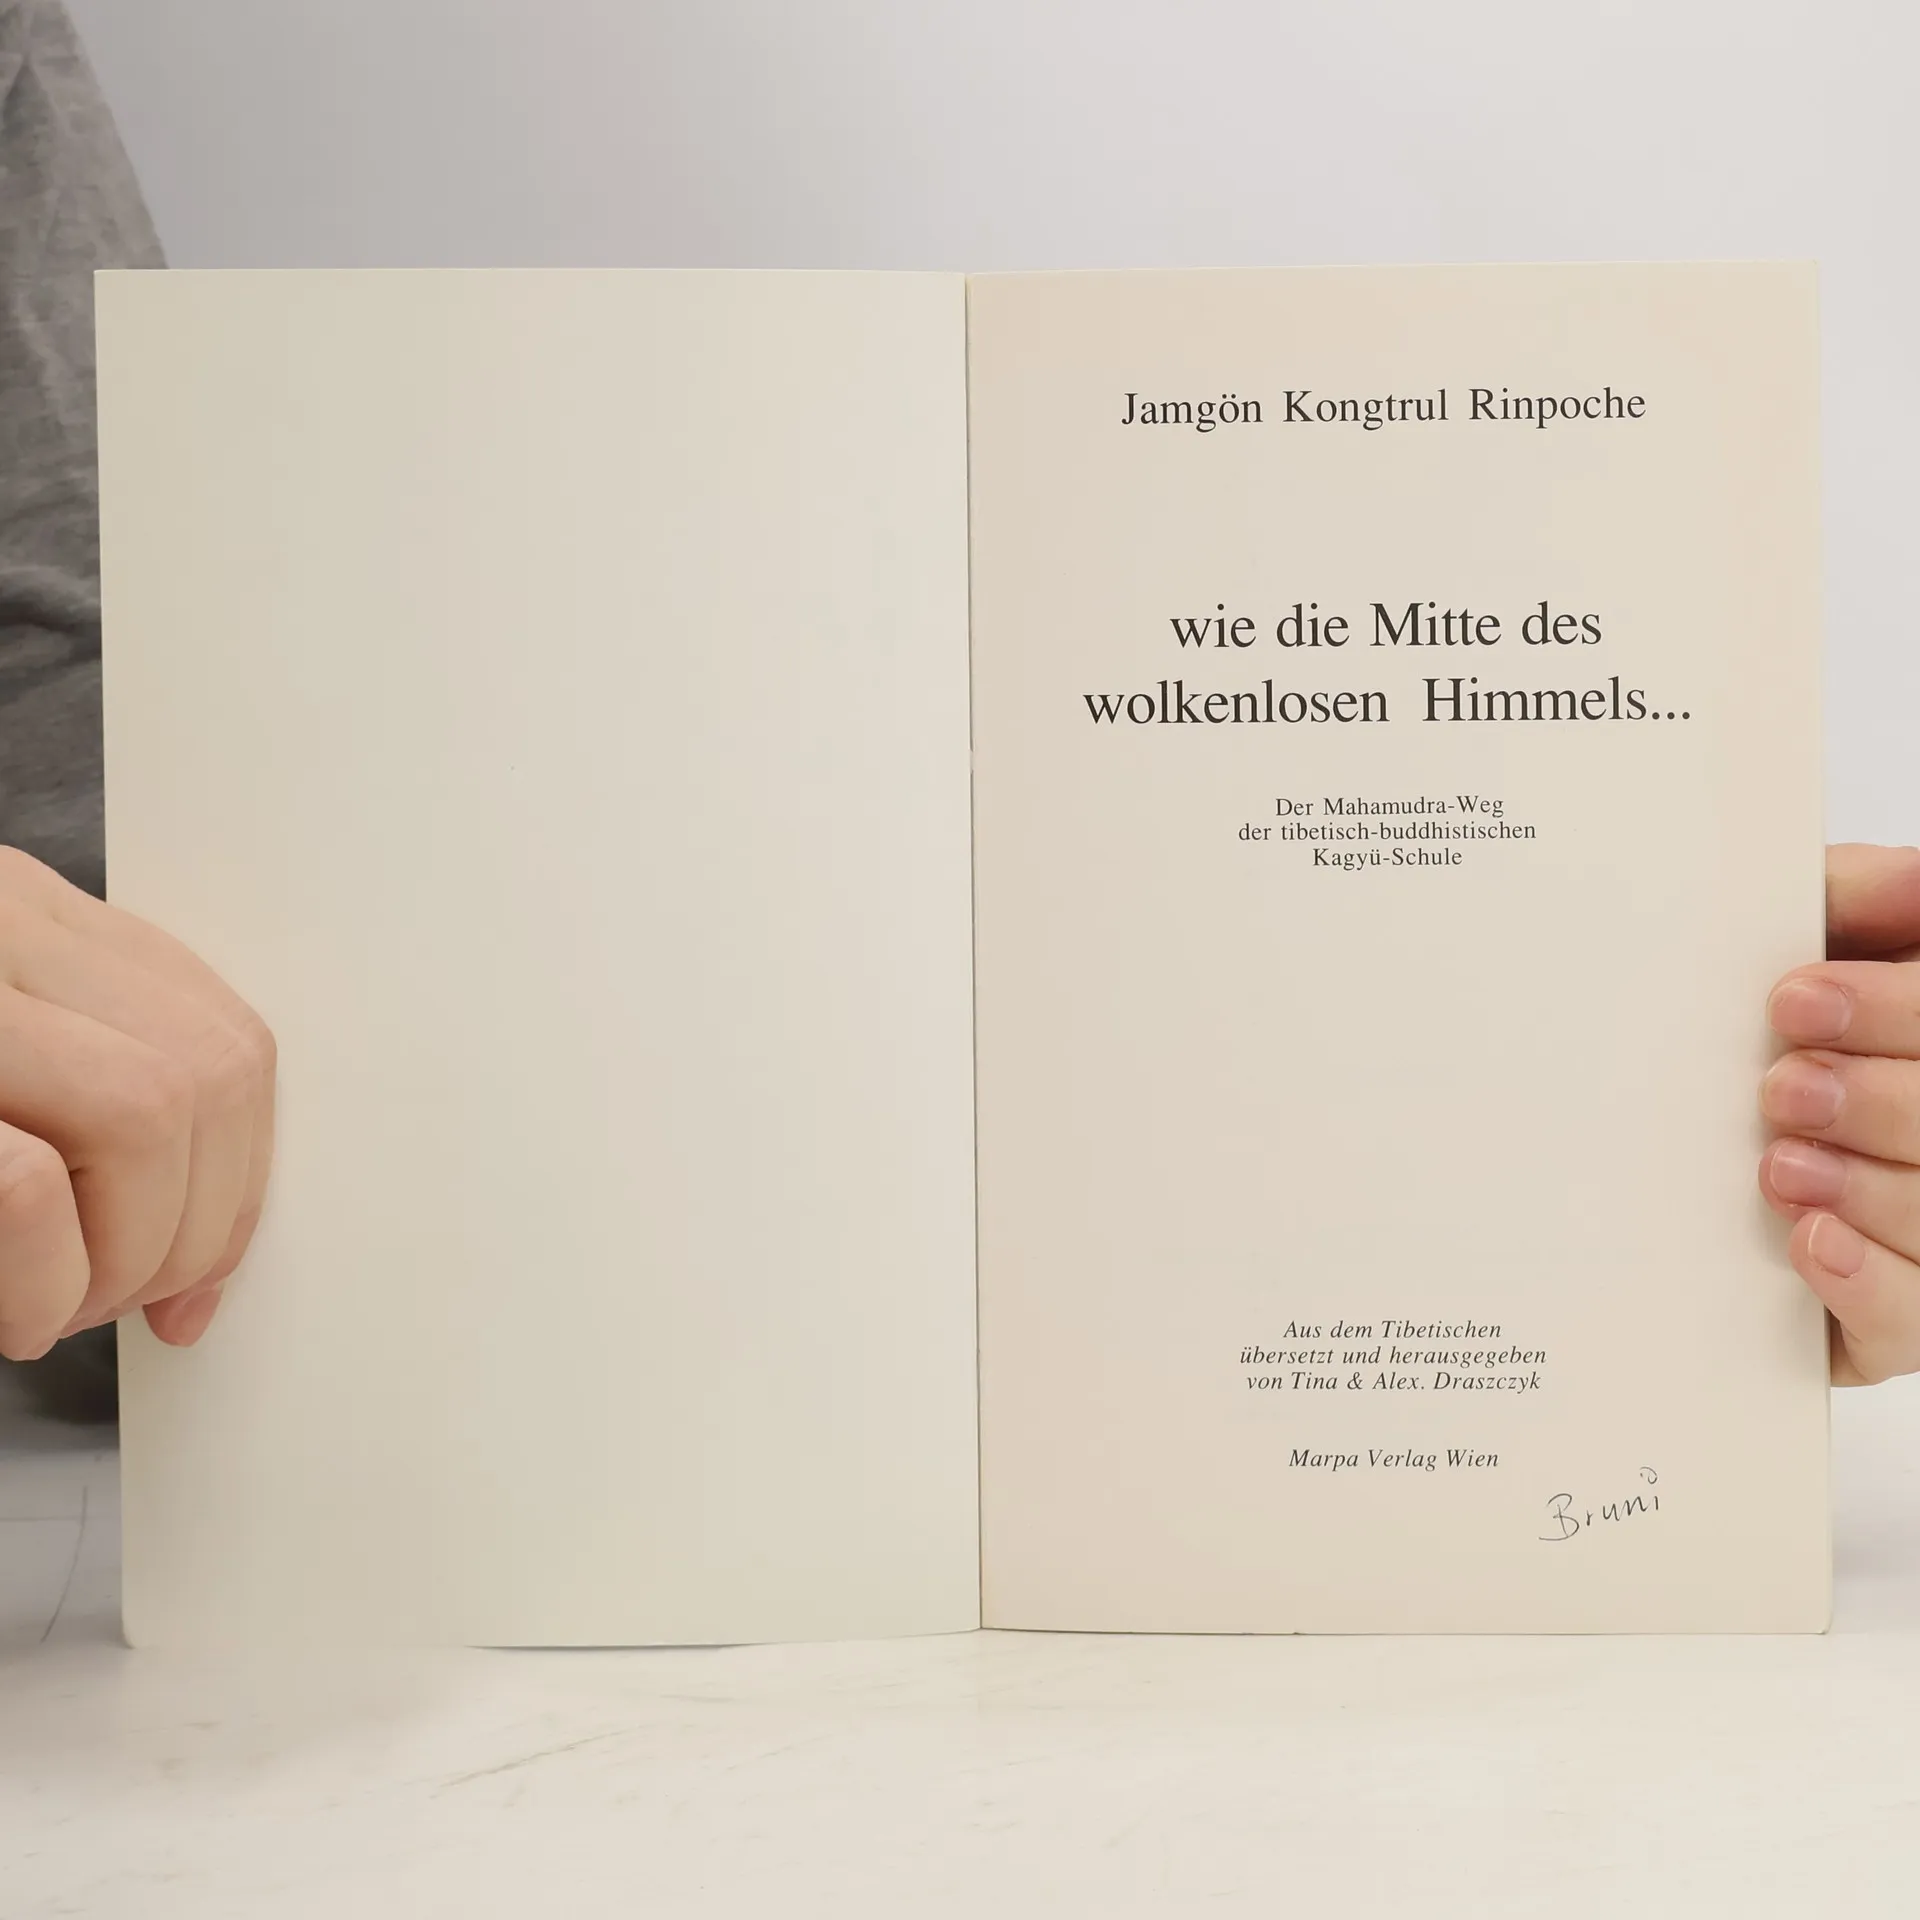 Jamgön Kongtrul Rinpoche
wie die Mitte des
wolkenlosen Himmels...
Der Mahamudra-Weg
der tibetisch-buddhistischen
Kagyü-Schule
Aus dem Tibetischen
übersetzt und herausgegeben
von Tina & Alex. Draszczyk
Marpa Verlag Wien
Bruni